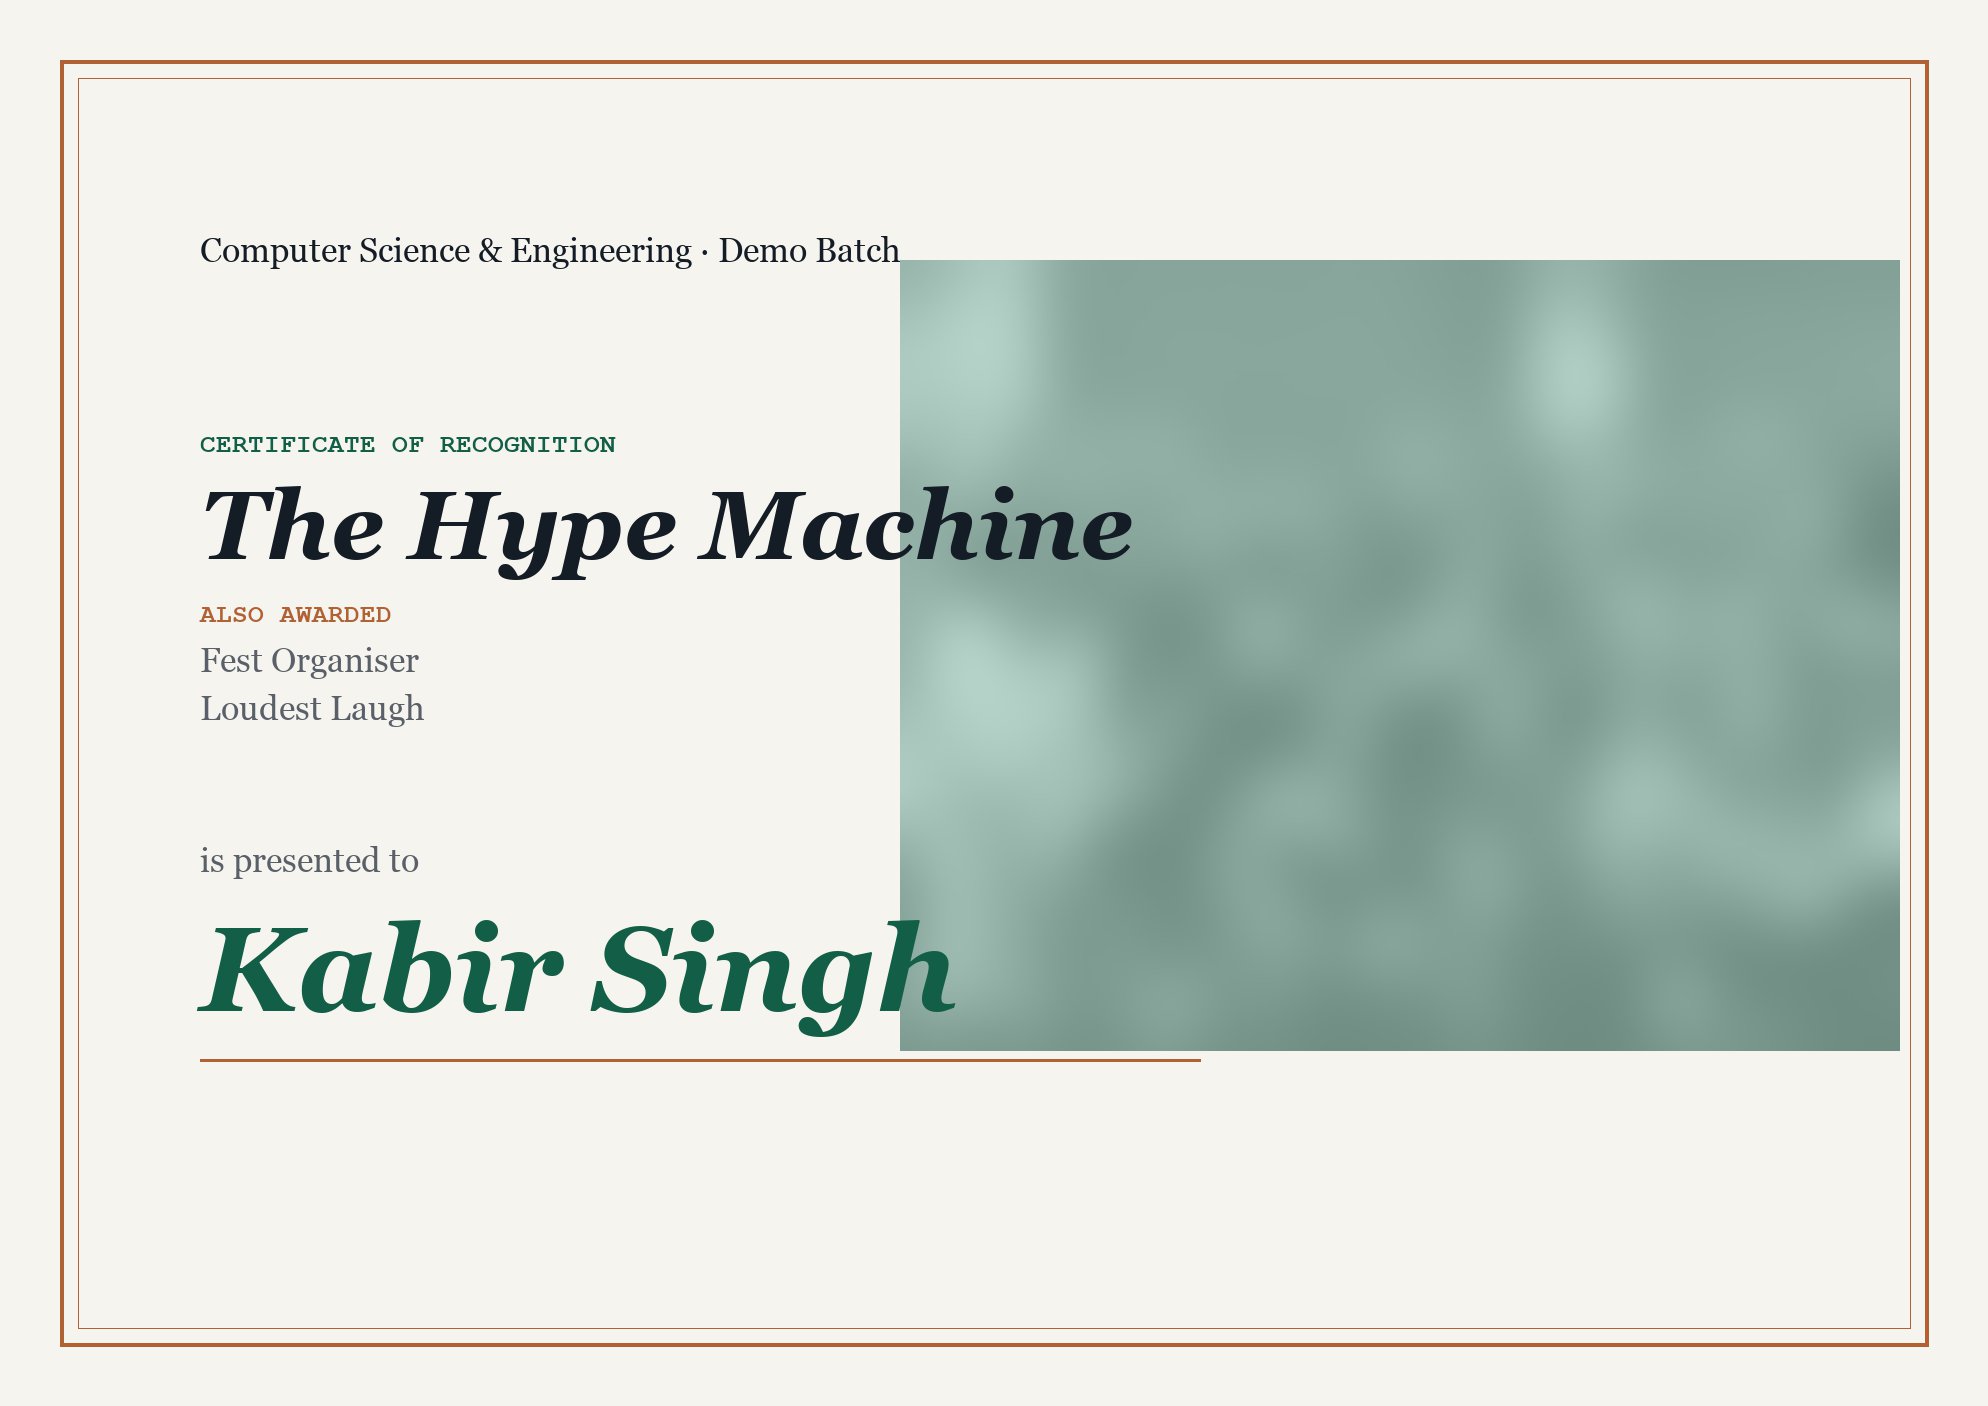 Computer Science & Engineering · Demo Batch
CERTIFICATE OF RECOGNITION
The Hype Machine
ALSO AWARDED
Fest Organiser
Loudest Laugh
is presented to
Kabir Singh